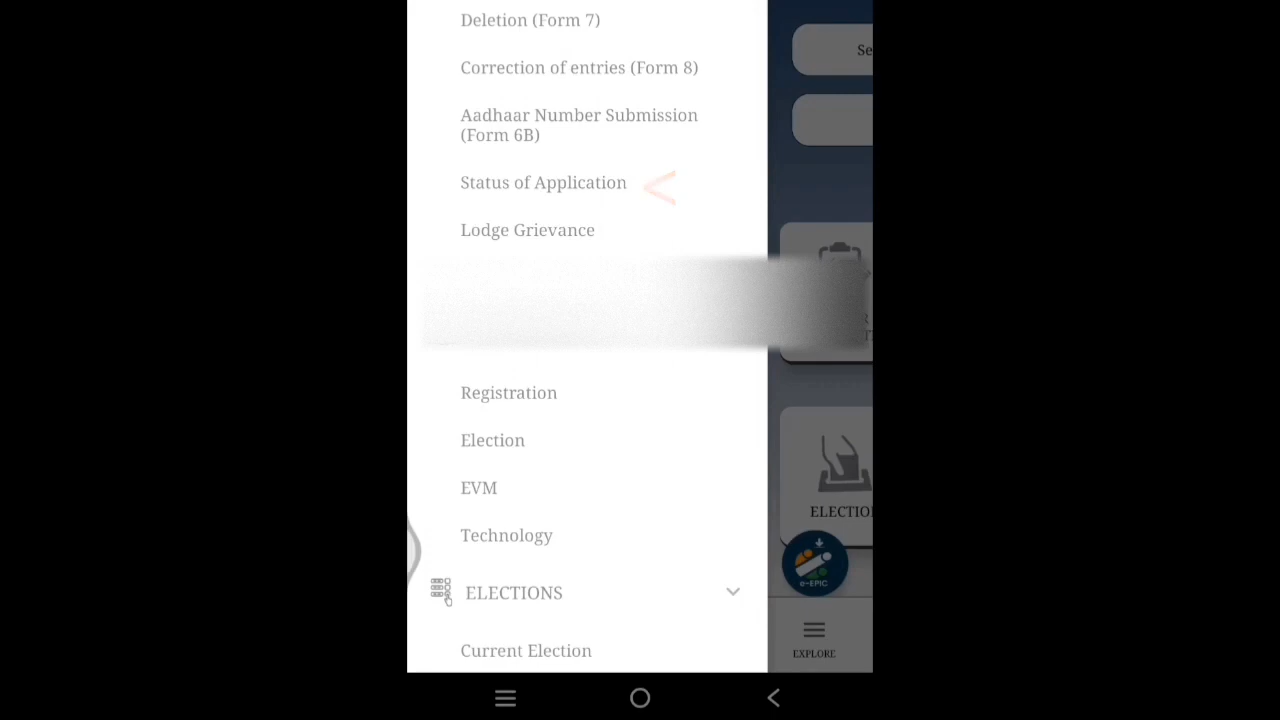 Deletion (Form 7)
Correction of entries (Form 8)
Aadhaar Number Submission
(Form 6B)
Status of Application
Lodge Grievance
Registration
Election
EVM
Technology
ELECTIONS
Current Election
Se
ELECTIO
e-EPIC
EXPLORE